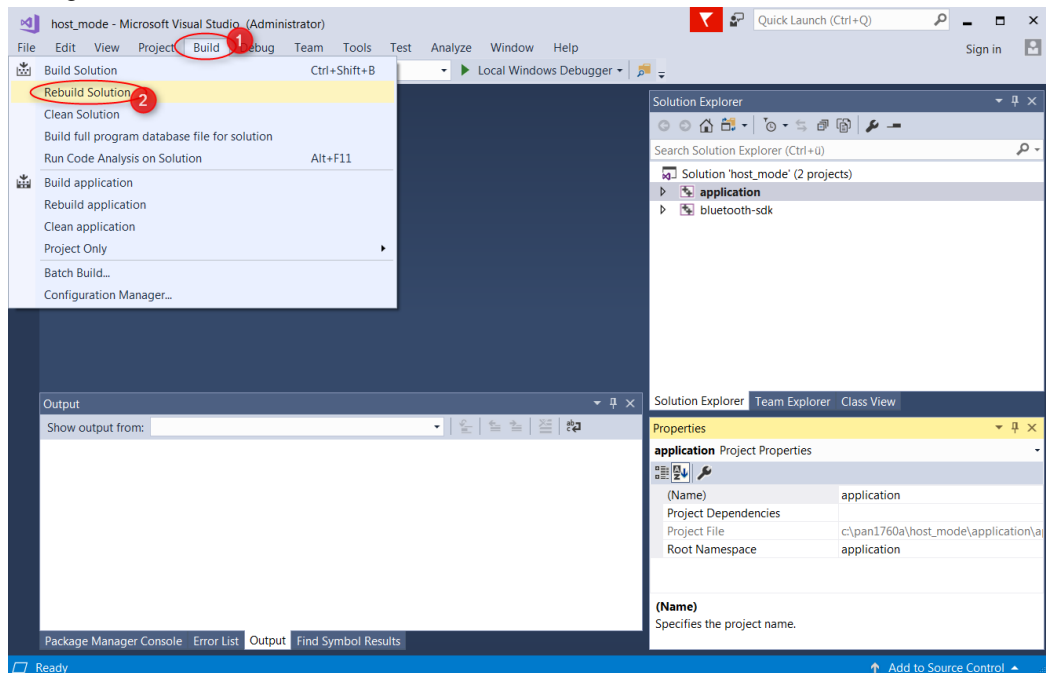 host_mode - Microsoft Visual Studio (Administrator)
Quick Launch (Ctrl+Q)
File Edit View Project Build Debug Team Tools Test Analyze Window Help
1
Sign in
Build Solution Ctrl+Shift+B
Local Windows Debugger
Rebuild Solution
2
Clean Solution
Build full program database file for solution
Run Code Analysis on Solution Alt+F11
Build application
Rebuild application
Clean application
Project Only
Batch Build...
Configuration Manager...
Solution Explorer
Search Solution Explorer (Ctrl+ü)
Solution 'host_mode' (2 projects)
application
bluetooth-sdk
Solution Explorer Team Explorer Class View
Output
Show output from:
Properties
application Project Properties
(Name) application
Project Dependencies
Project File c:\pan1760a\host_mode\application\a
Root Namespace application
(Name)
Specifies the project name.
Package Manager Console Error List Output Find Symbol Results
Ready
Add to Source Control